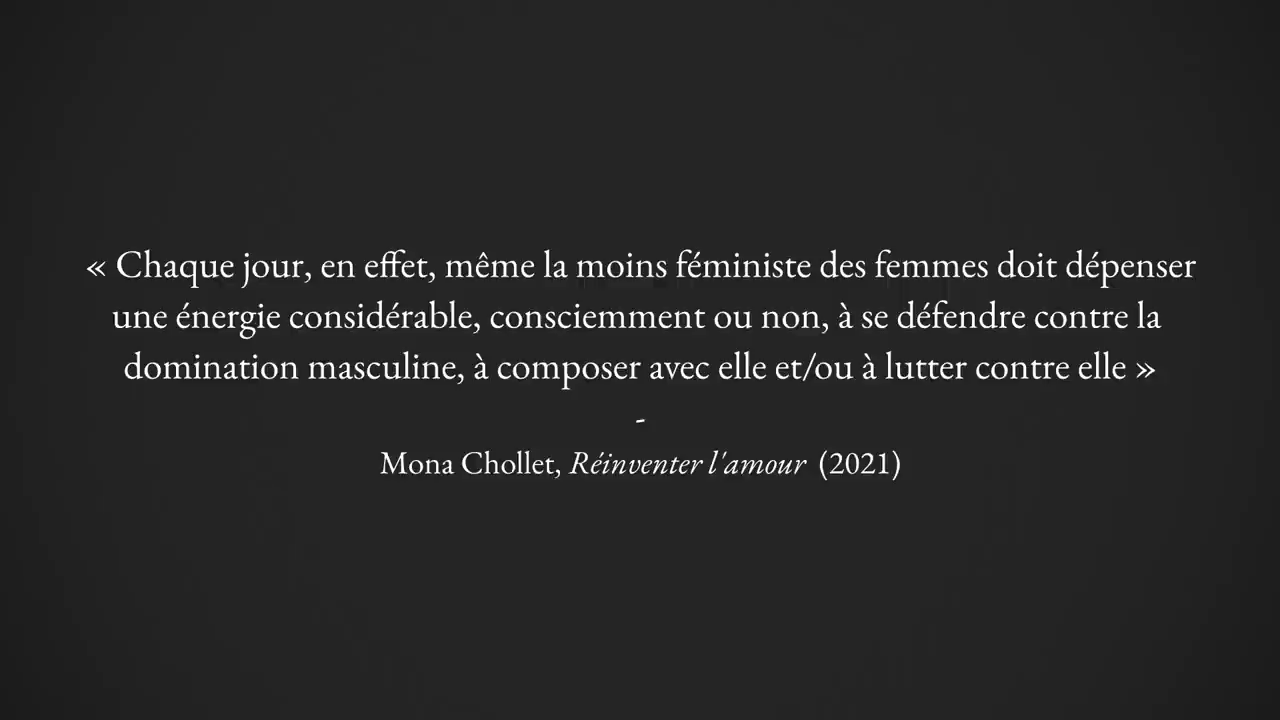 « Chaque jour, en effet, même la moins féministe des femmes doit dépenser
une énergie considérable, consciemment ou non, à se défendre contre la
domination masculine, à composer avec elle et/ou à lutter contre elle »
-
Mona Chollet, Réinventer l'amour (2021)